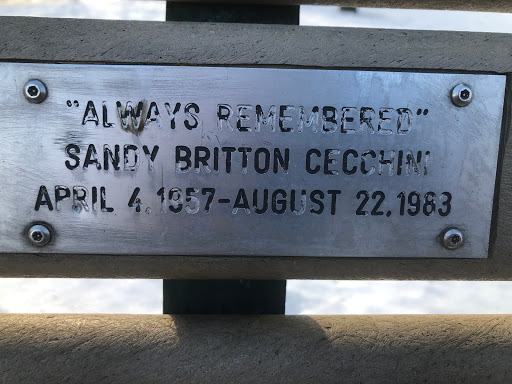 "ALWAYS REMEMBERED"
SANDY BRITTON CECCHINI
APRIL 4, 1957-AUGUST 22, 1983